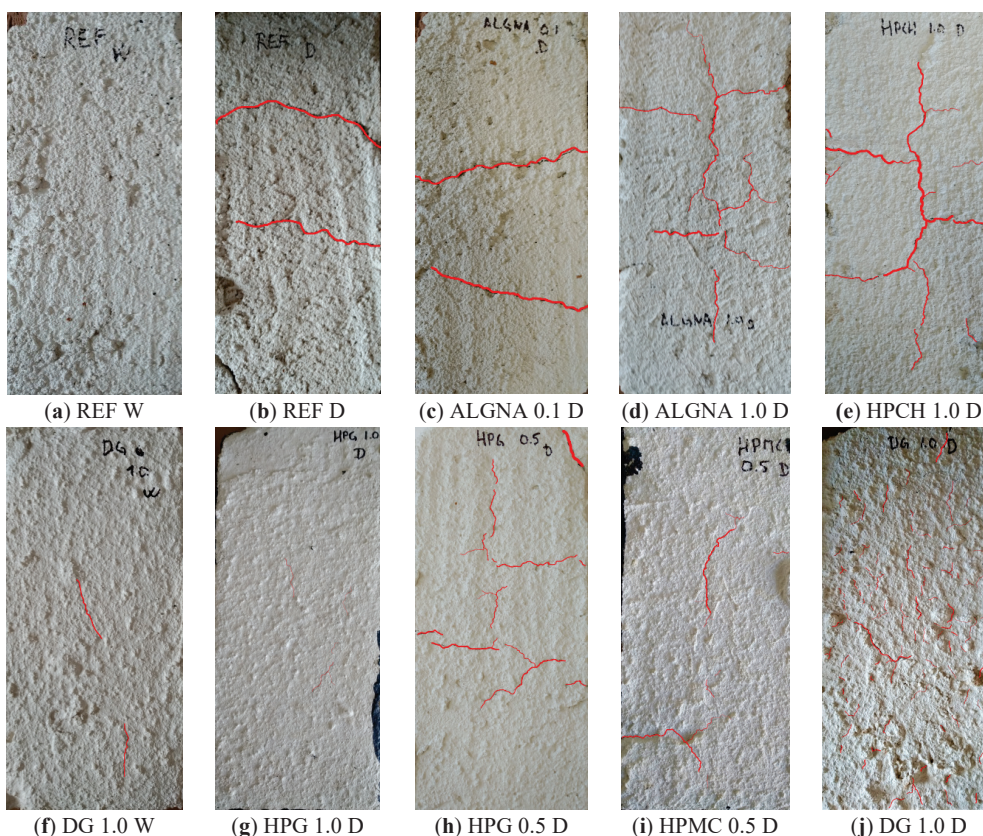 REF
W
REF
D
ALGNA 0.1
D
ALGNA 1.0 D
HPCH 1.0 D
(a) REF W
(b) REF D
(c) ALGNA 0.1 D
(d) ALGNA 1.0 D
(e) HPCH 1.0 D
DG
1.0
W
HPG 1.0
D
HPG 0.5
D
HPMC
0.5 D
DG 1.0 D
(f) DG 1.0 W
(g) HPG 1.0 D
(h) HPG 0.5 D
(i) HPMC 0.5 D
(j) DG 1.0 D